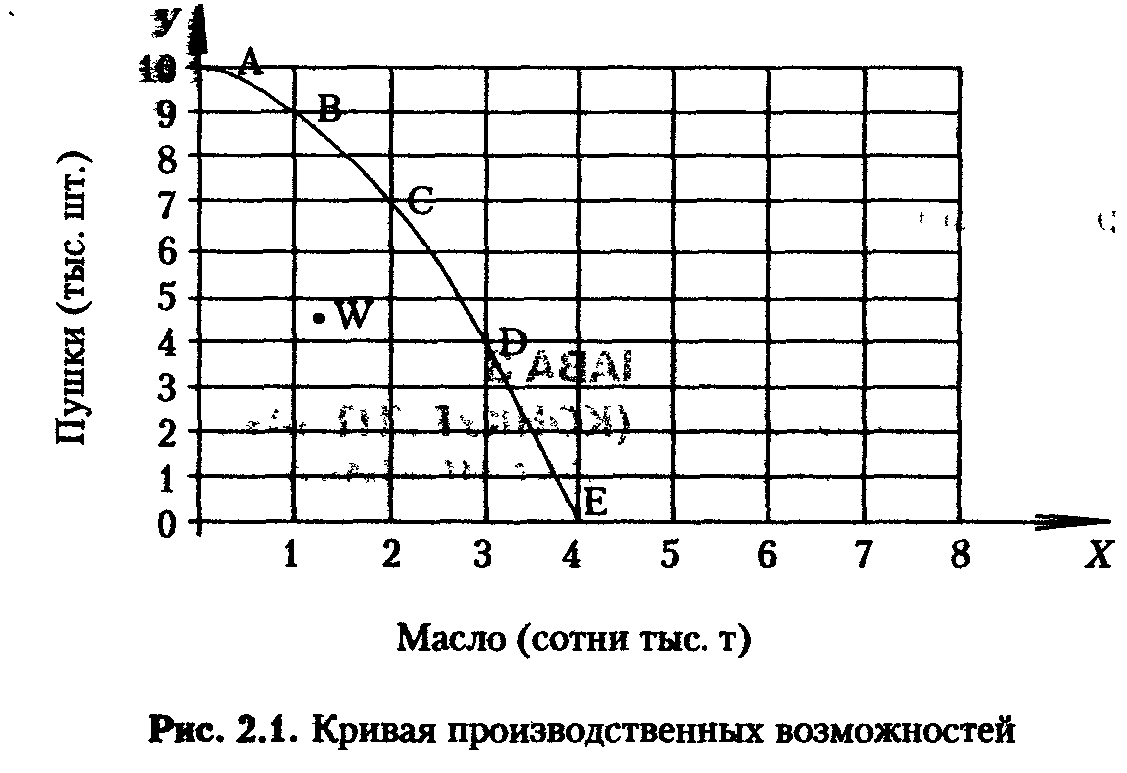 У
10 A
9 B
8
7 C
6
5 W
4 D
3
2
1
0 E
1 2 3 4 5 6 7 8 X
Пушки (тыс. шт.)
Масло (сотни тыс. т)
Рис. 2.1. Кривая производственных возможностей